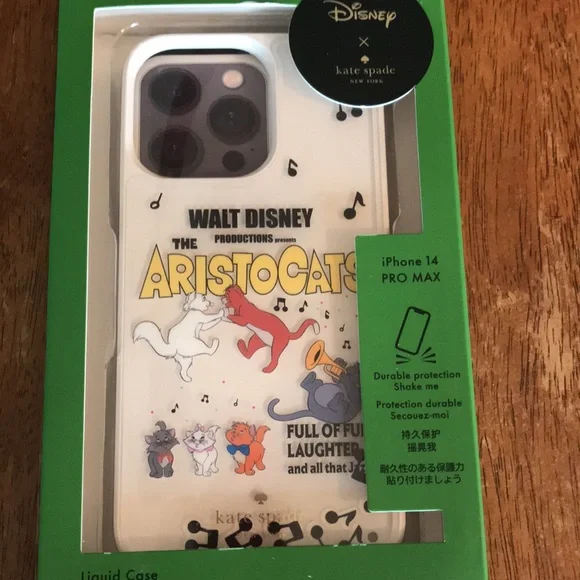 Disney
×
kate spade
NEW YORK
WALT DISNEY
PRODUCTIONS presents
THE
ARISTOCATS
iPhone 14
PRO MAX
Durable protection
Shake me
Protection durable
Secouez-moi
持久保护
摇晃我
耐久性のある保護力
貼り付けましょう
FULL OF FU
LAUGHTER
and all that Ja
kate spade
Liquid Case